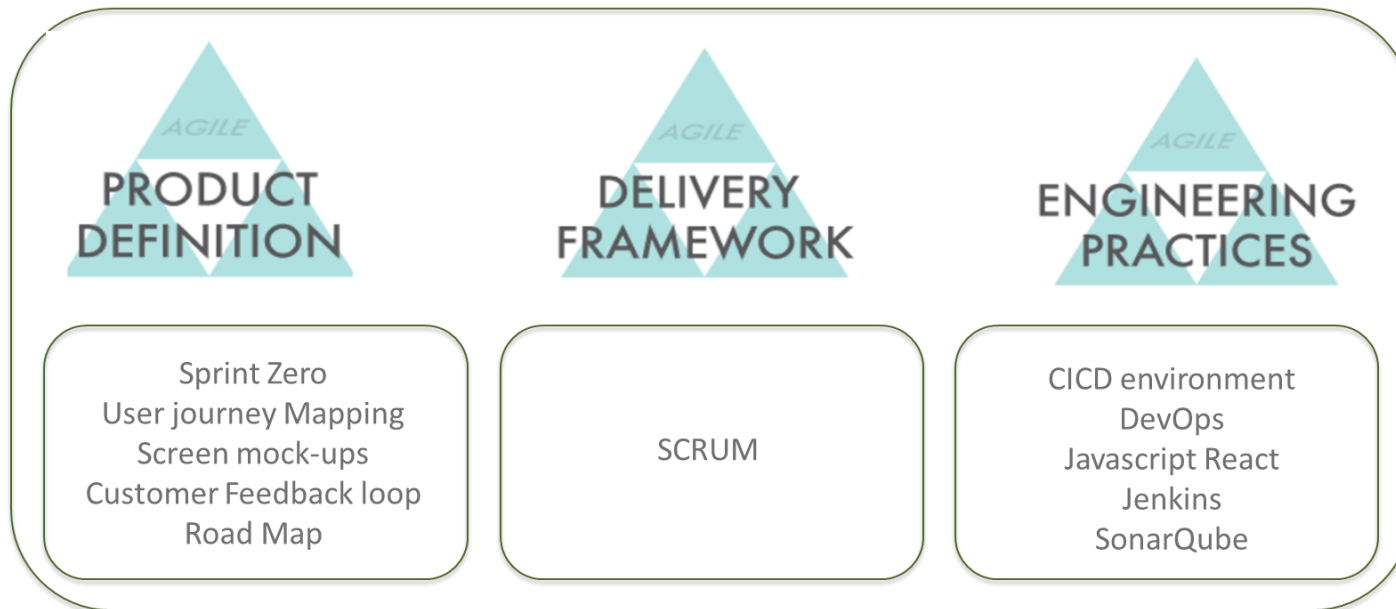 AGILE
PRODUCT
DEFINITION
AGILE
DELIVERY
FRAMEWORK
AGILE
ENGINEERING
PRACTICES
Sprint Zero
User journey Mapping
Screen mock-ups
Customer Feedback loop
Road Map
SCRUM
CICD environment
DevOps
Javascript React
Jenkins
SonarQube